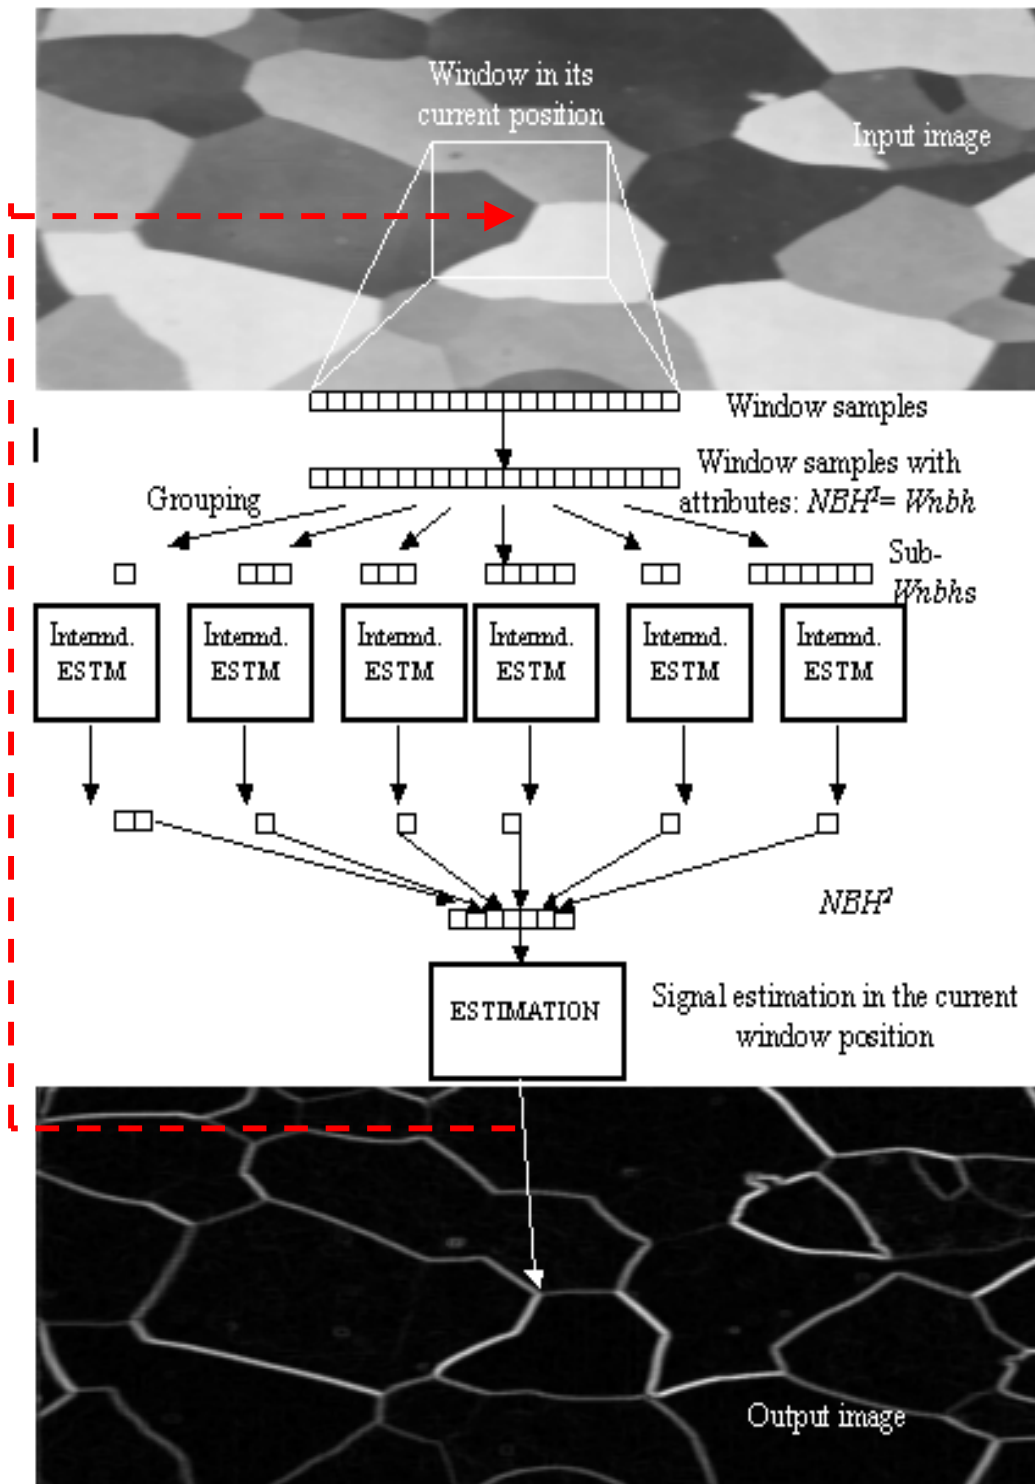 Window in its
current position
Input image
Window samples
Window samples with
attributes: NBH¹= Wnbh
Grouping
Sub-
Wnbhs
Intermd.
ESTM
Intermd.
ESTM
Intermd.
ESTM
Intermd.
ESTM
Intermd.
ESTM
Intermd.
ESTM
NBH²
ESTIMATION
Signal estimation in the current
window position
Output image